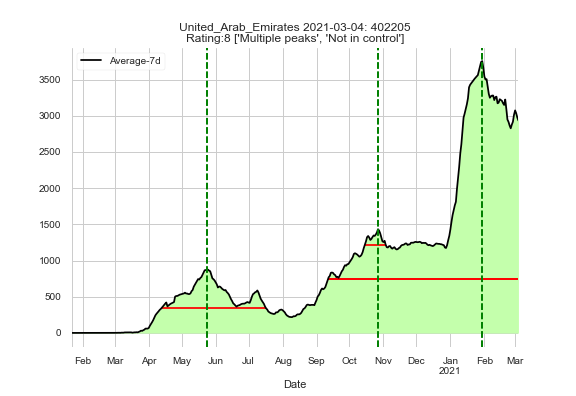 United_Arab_Emirates 2021-03-04: 402205
Rating:8 ['Multiple peaks', 'Not in control']
Average-7d
3500
3000
2500
2000
1500
1000
500
0
Feb Mar Apr May Jun Jul Aug Sep Oct Nov Dec Jan Feb Mar
2021
Date